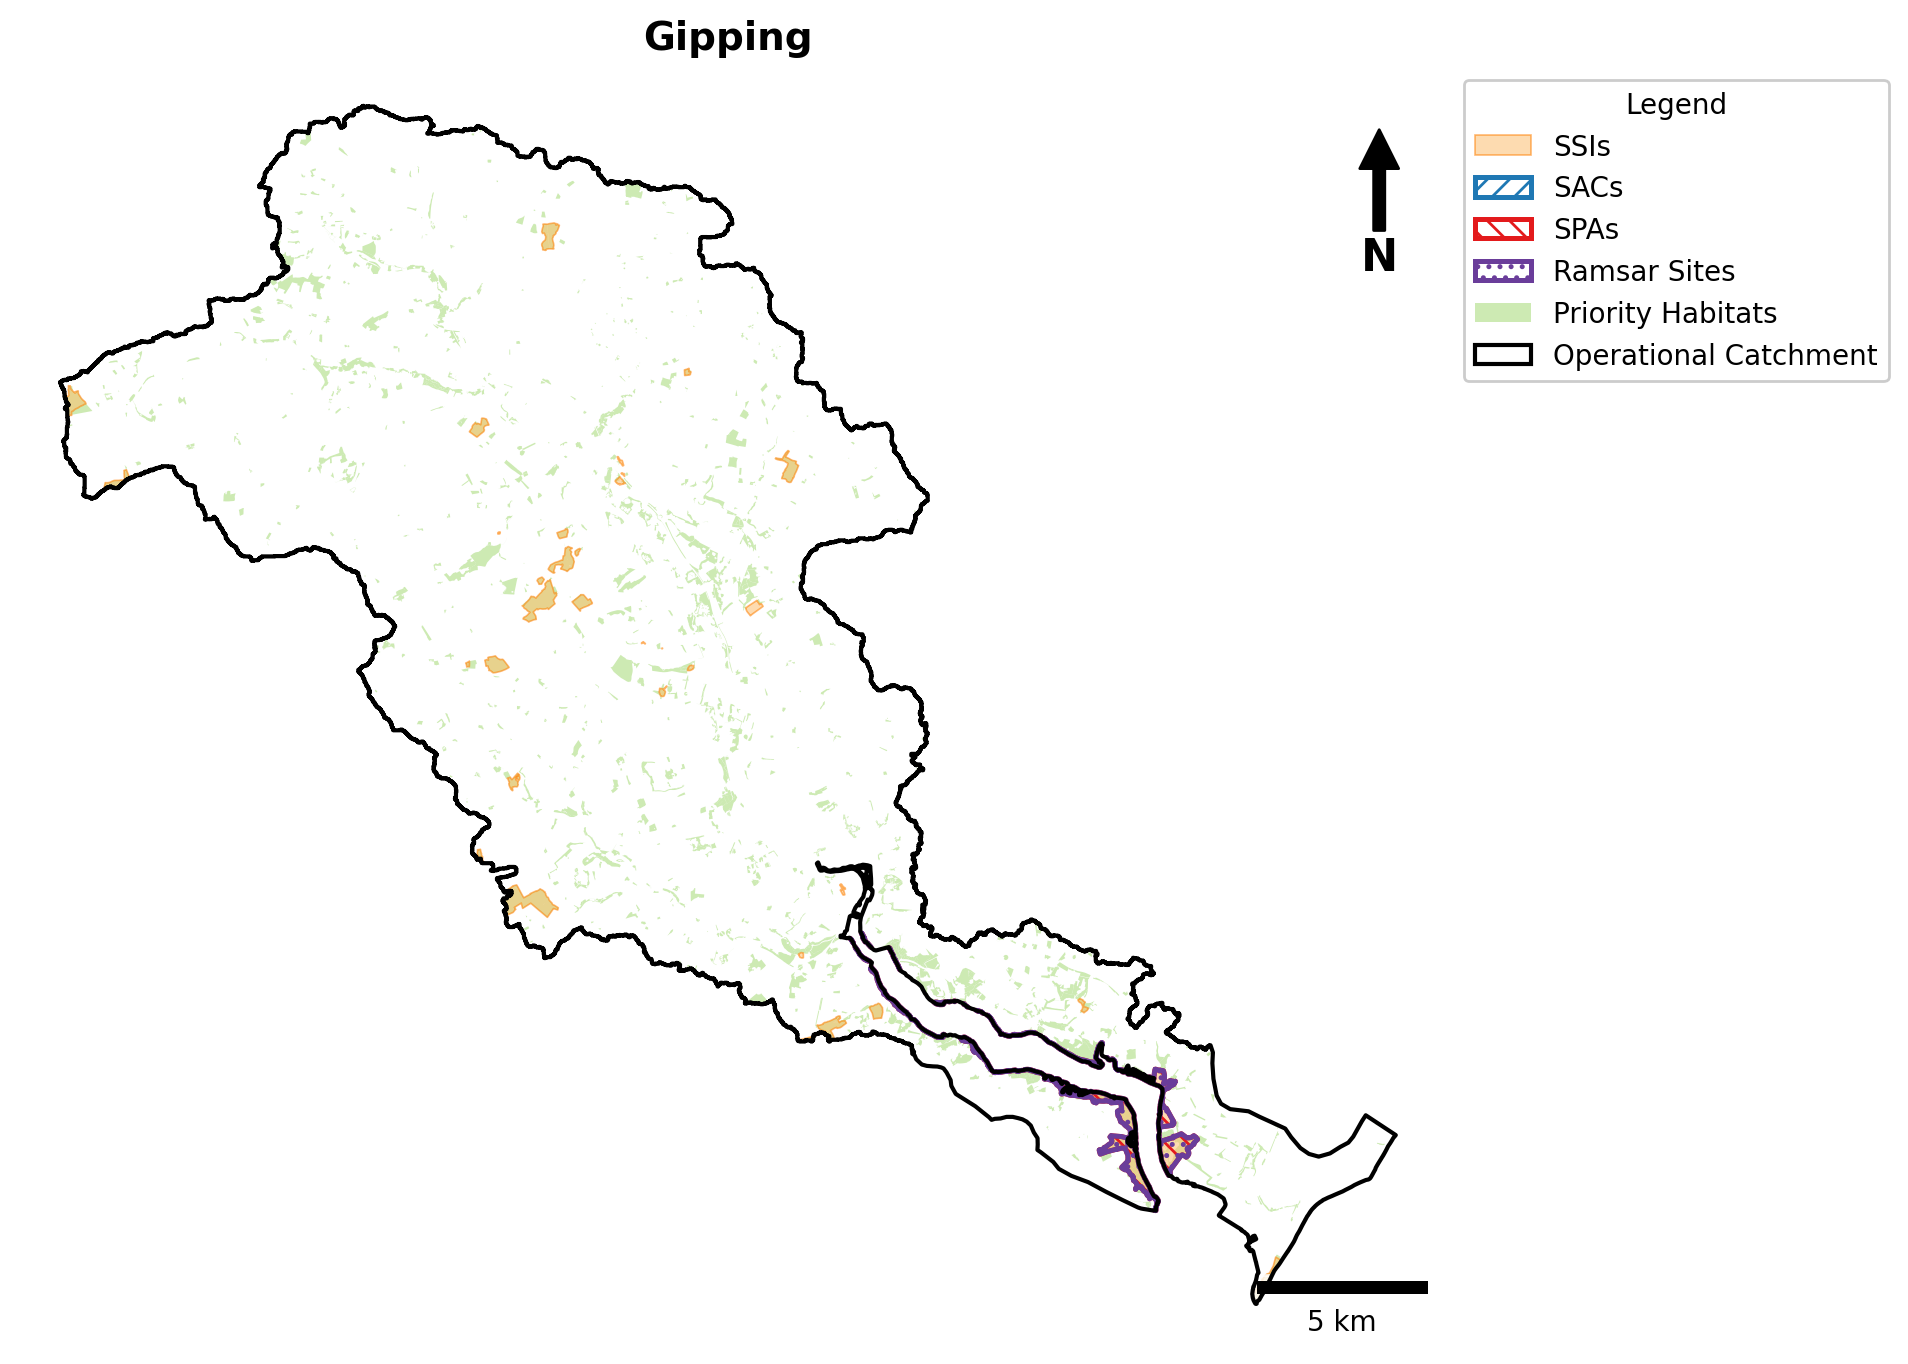 Gipping
N
Legend
SSIs
SACs
SPAs
Ramsar Sites
Priority Habitats
Operational Catchment
5 km